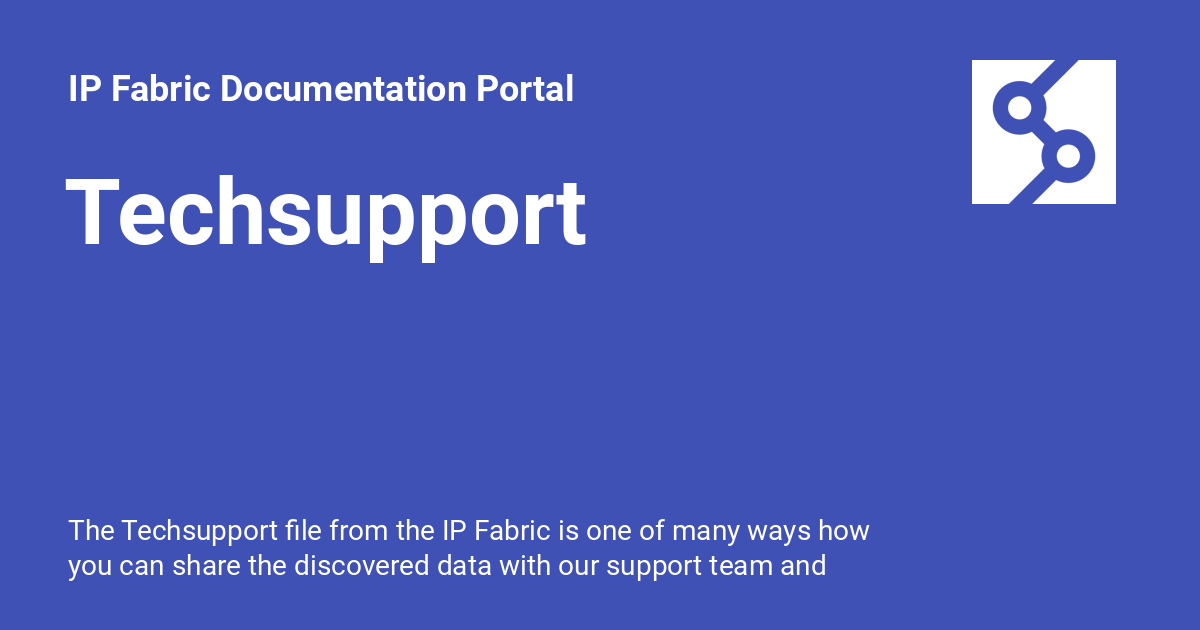 IP Fabric Documentation Portal
Techsupport
The Techsupport file from the IP Fabric is one of many ways how
you can share the discovered data with our support team and